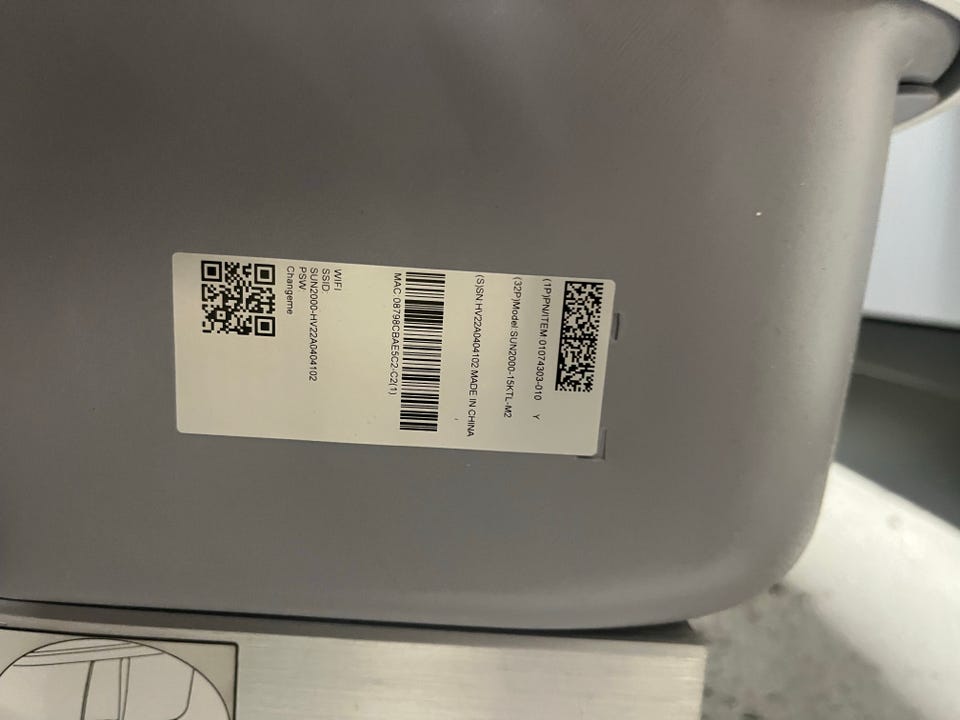 (1P)PN/ITEM:01074303-010 Y
(32P)Model:SUN2000-15KTL-M2
(S)SN:HV22A0404102 MADE IN CHINA
MAC:08798CBAE5C2-C2(1)
WIFI
SSID:
SUN2000-HV22A0404102
PSW:
Changeme